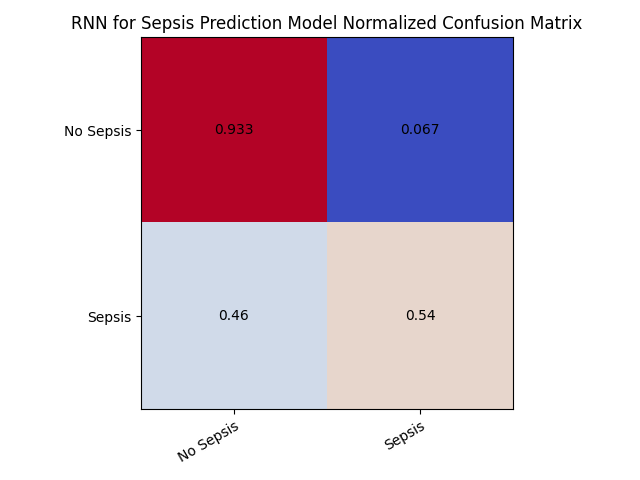 RNN for Sepsis Prediction Model Normalized Confusion Matrix
No Sepsis
0.933
0.067
Sepsis
0.46
0.54
No Sepsis
Sepsis